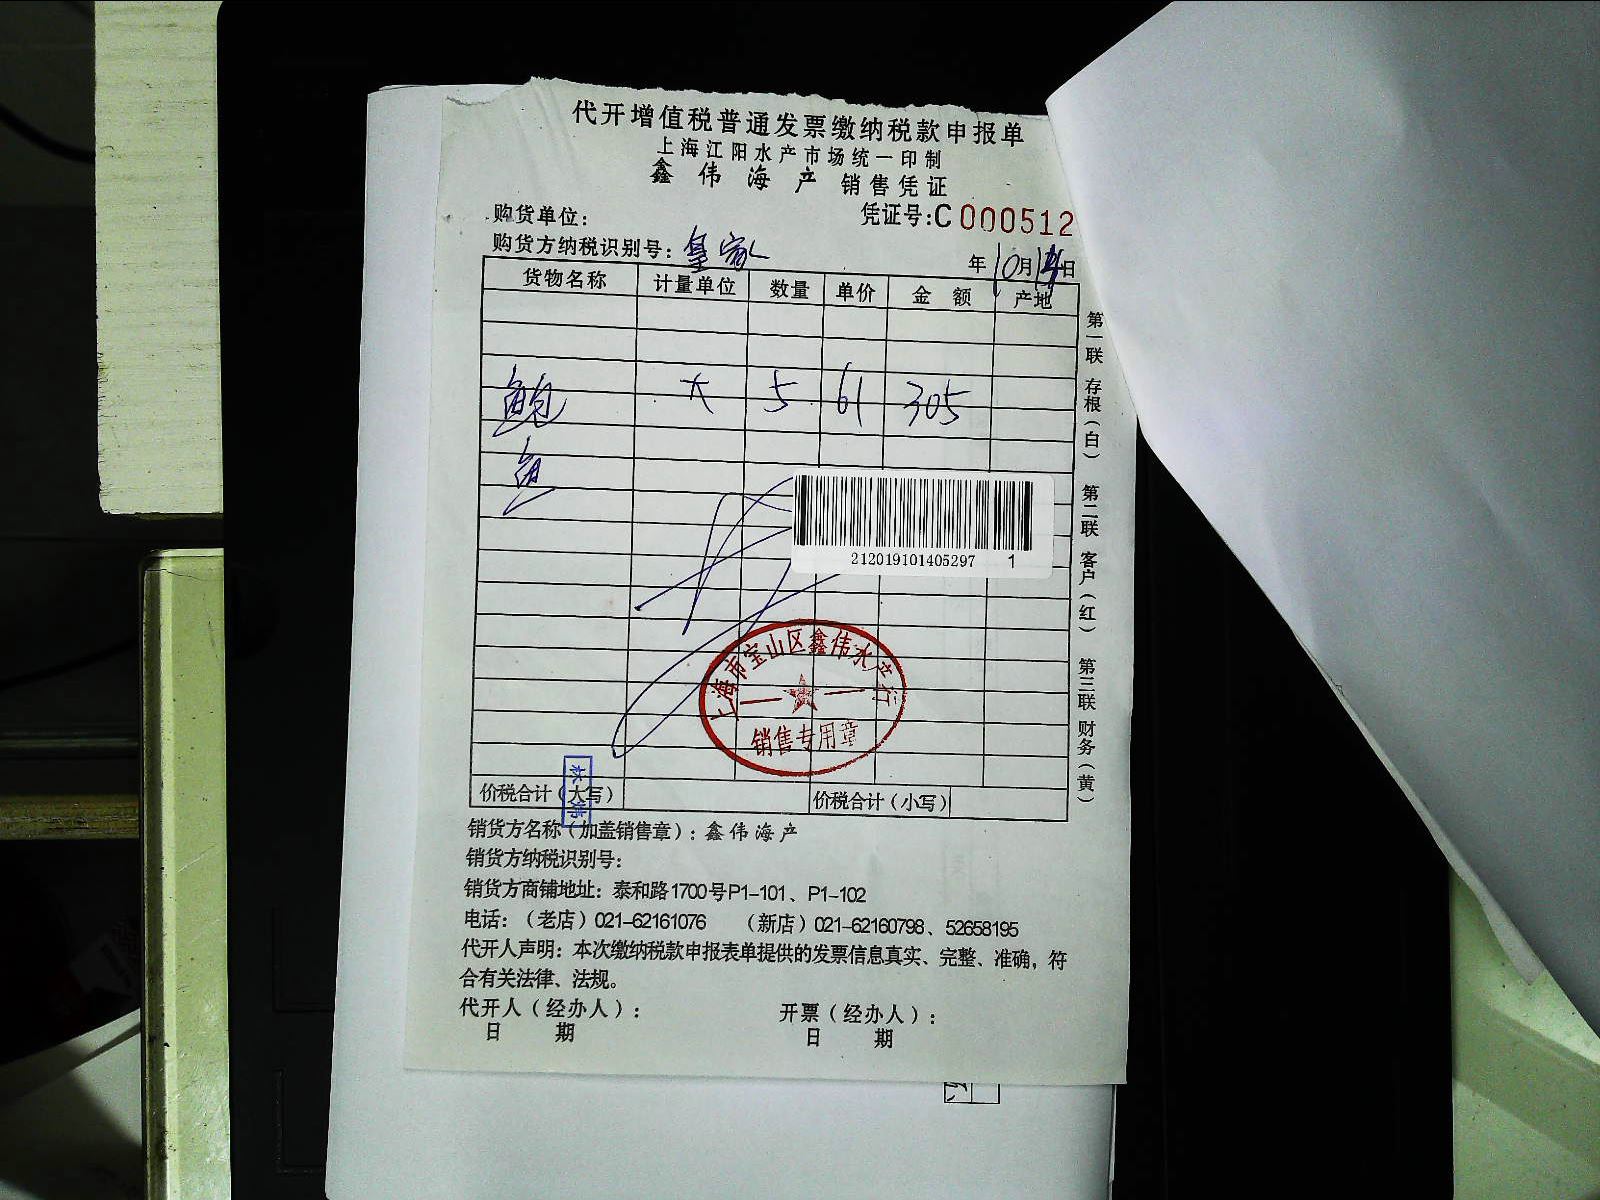 代开增值税普通发票缴纳税款申报单
上海江阳水产市场统一印制
鑫伟海产 销售凭证
购货单位: 凭证号:C000512
购货方纳税识别号: 皇家 年10月14日
货物名称 计量单位 数量 单价 金额 产地
鲍鱼 大 5 61 305
212019101405297 1
上海市宝山区鑫伟水产行
销售专用章
价税合计(大写) 价税合计(小写)
销货方名称(加盖销售章):鑫伟海产
销货方纳税识别号:
销货方商铺地址:泰和路1700号P1-101、P1-102
电话:(老店)021-62161076 (新店)021-62160798、52658195
代开人声明:本次缴纳税款申报表单提供的发票信息真实、完整、准确,符
合有关法律、法规。
代开人(经办人): 开票(经办人):
日期 日期
第一联 存根(白) 第二联 客户(红) 第三联 财务(黄)